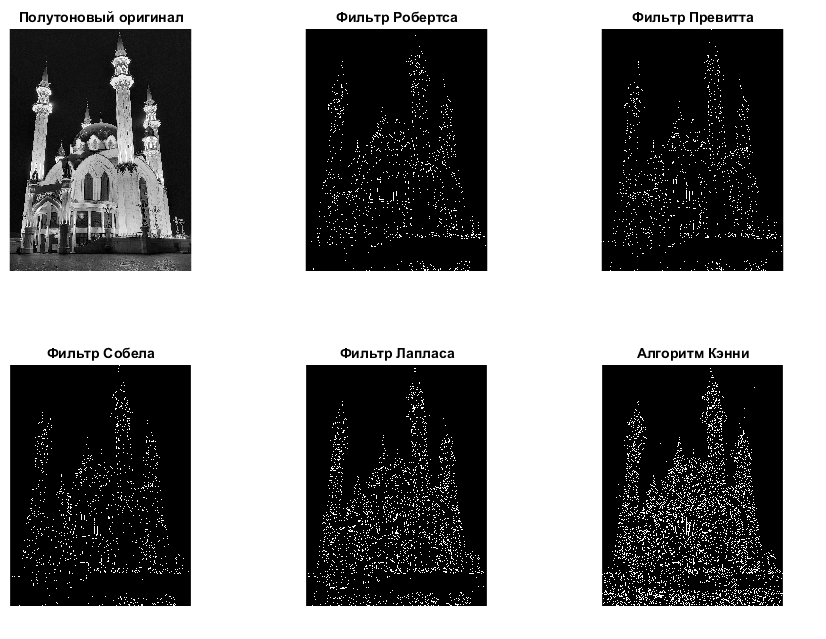 Полутоновый оригинал
Фильтр Робертса
Фильтр Превитта
Фильтр Собела
Фильтр Лапласа
Алгоритм Кэнни